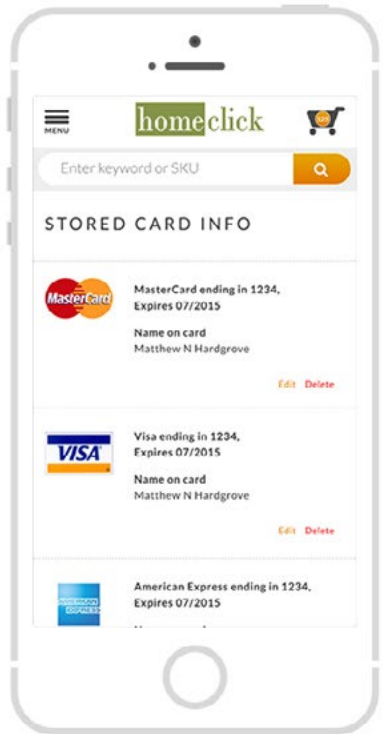 MENU
homeclick
Enter keyword or SKU
STORED CARD INFO
MasterCard
MasterCard ending in 1234,
Expires 07/2015
Name on card
Matthew N Hardgrove
Edit Delete
VISA
Visa ending in 1234,
Expires 07/2015
Name on card
Matthew N Hardgrove
Edit Delete
AMERICAN
EXPRESS
American Express ending in 1234,
Expires 07/2015